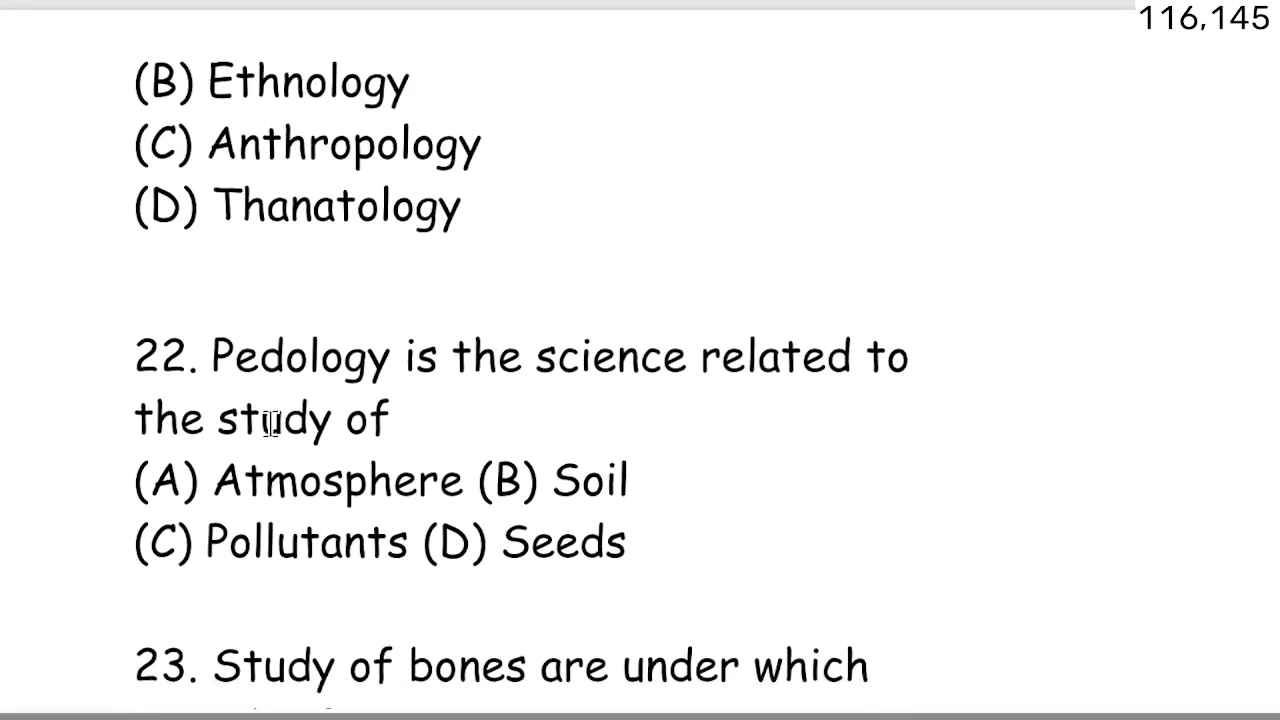 116,145
(B) Ethnology
(C) Anthropology
(D) Thanatology
22. Pedology is the science related to
the study of
(A) Atmosphere (B) Soil
(C) Pollutants (D) Seeds
23. Study of bones are under which